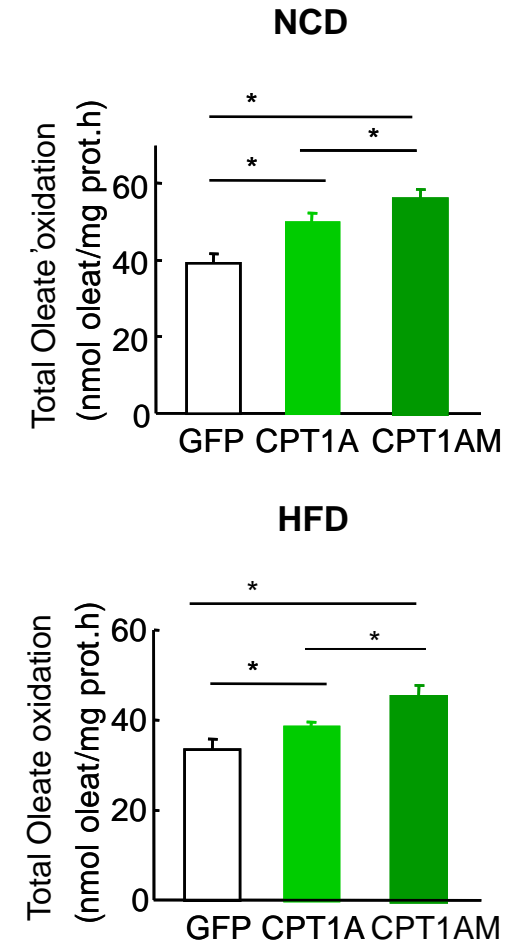 NCD
*
*
*
Total Oleate'oxidation
(nmol oleat/mg prot.h)
60
40
20
0
GFP CPT1A CPT1AM
HFD
*
*
*
Total Oleate oxidation
(nmol oleat/mg prot.h)
60
40
20
0
GFP CPT1A CPT1AM